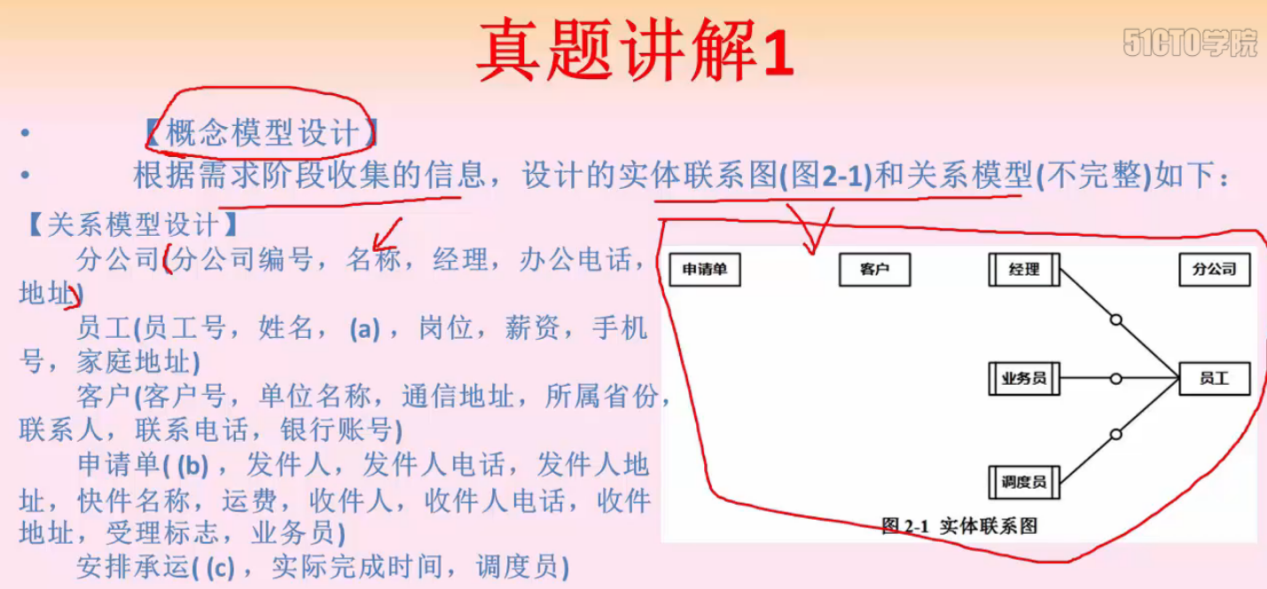 真题讲解1
51CTO学院
• 【概念模型设计】
• 根据需求阶段收集的信息，设计的实体联系图(图2-1)和关系模型(不完整)如下：
【关系模型设计】
分公司(分公司编号，名称，经理，办公电话，
地址)
员工(员工号，姓名， (a) ，岗位，薪资，手机
号，家庭地址)
客户(客户号，单位名称，通信地址，所属省份，
联系人，联系电话，银行账号)
申请单( (b) ，发件人，发件人电话，发件人地
址，快件名称，运费，收件人，收件人电话，收件
地址，受理标志，业务员)
安排承运( (c) ，实际完成时间，调度员)
申请单
客户
经理
分公司
业务员
员工
调度员
图 2-1 实体联系图